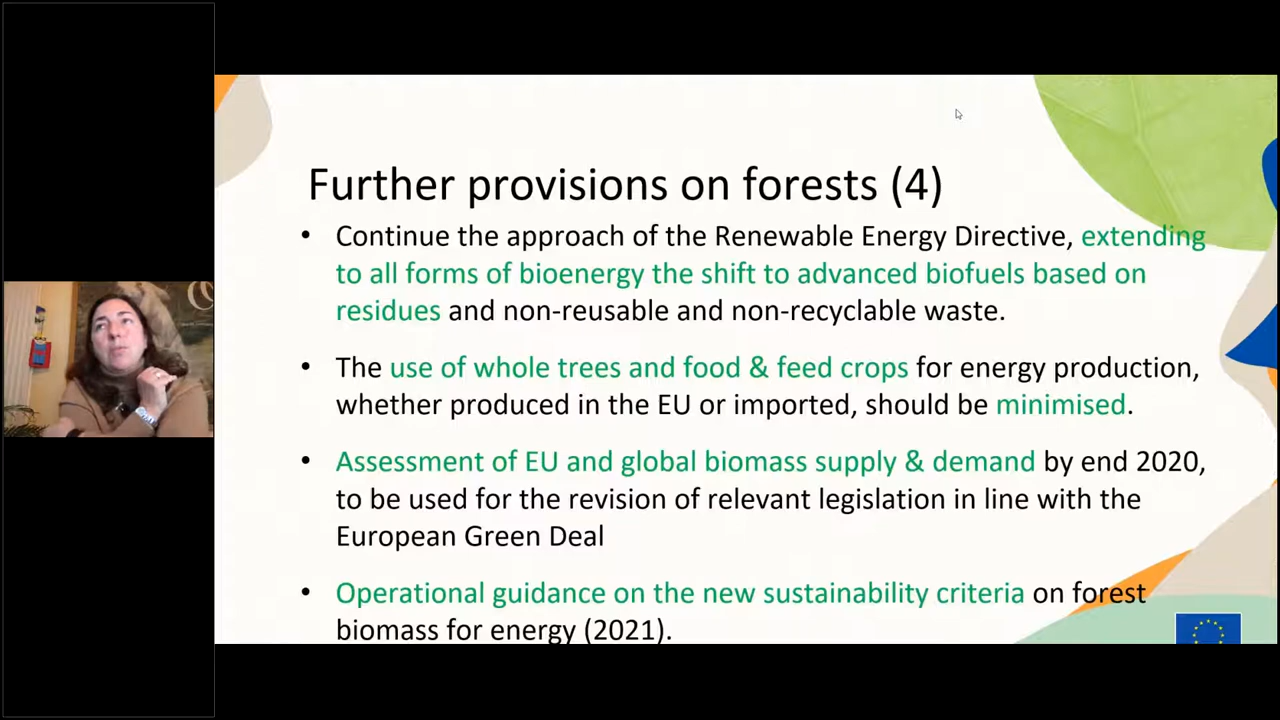 Further provisions on forests (4)
• Continue the approach of the Renewable Energy Directive, extending
to all forms of bioenergy the shift to advanced biofuels based on
residues and non-reusable and non-recyclable waste.
• The use of whole trees and food & feed crops for energy production,
whether produced in the EU or imported, should be minimised.
• Assessment of EU and global biomass supply & demand by end 2020,
to be used for the revision of relevant legislation in line with the
European Green Deal
• Operational guidance on the new sustainability criteria on forest
biomass for energy (2021).